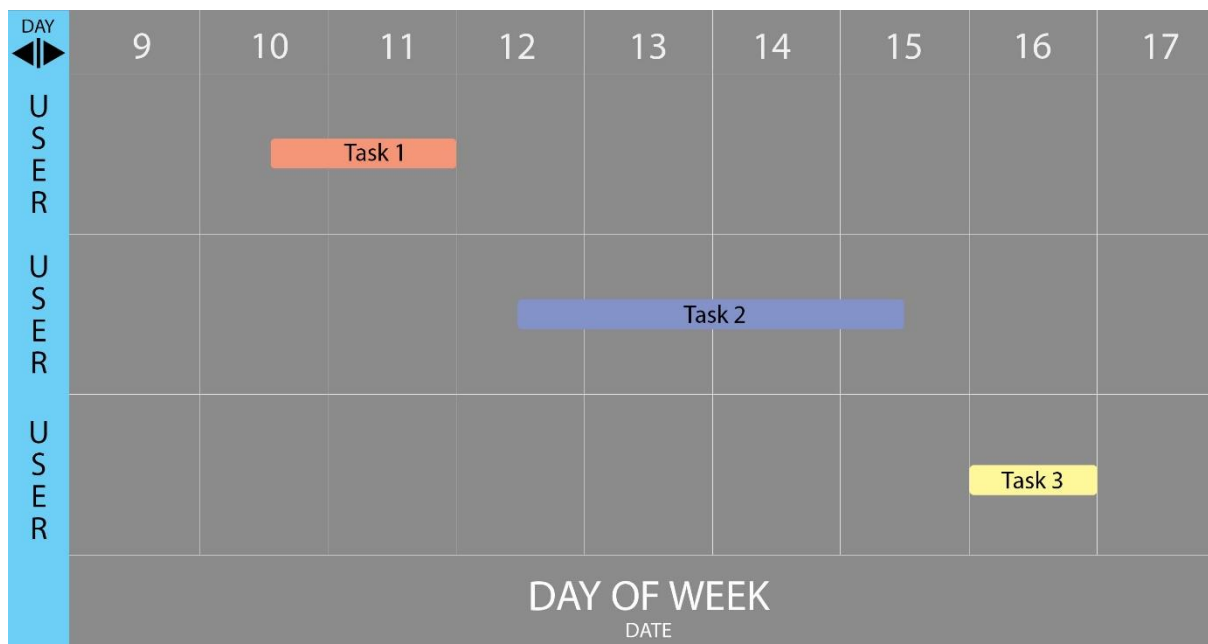 DAY
9 10 11 12 13 14 15 16 17
USER
Task 1
USER
Task 2
USER
Task 3
DAY OF WEEK
DATE